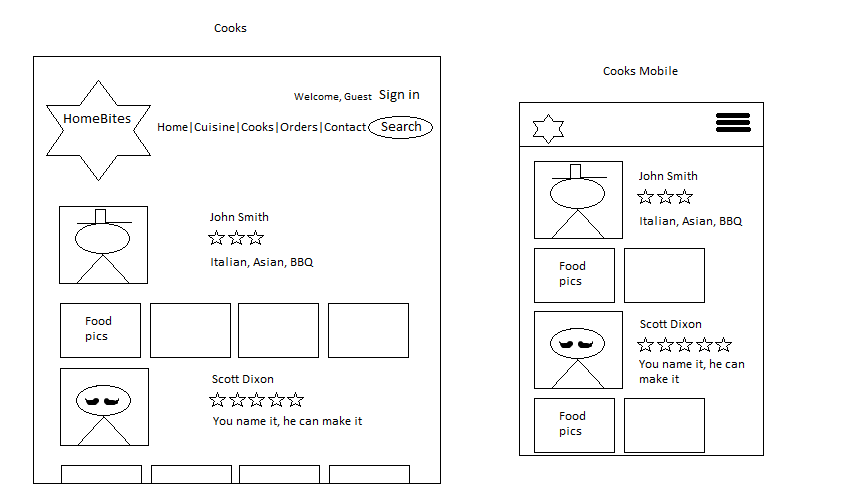 Cooks
Welcome, Guest Sign in
HomeBites
Home|Cuisine|Cooks|Orders|Contact Search
John Smith
Italian, Asian, BBQ
Food
pics
Scott Dixon
You name it, he can make it
Cooks Mobile
John Smith
Italian, Asian, BBQ
Food
pics
Scott Dixon
You name it, he can
make it
Food
pics